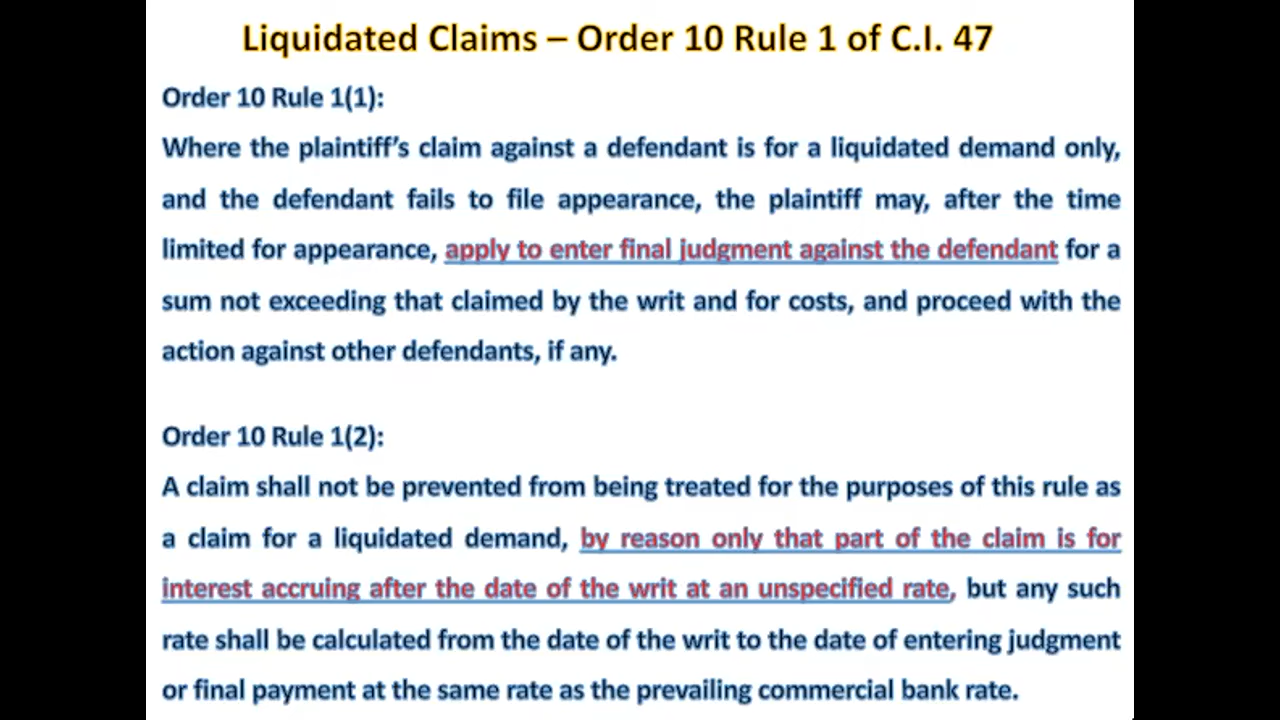 Liquidated Claims – Order 10 Rule 1 of C.I. 47
Order 10 Rule 1(1):
Where the plaintiff's claim against a defendant is for a liquidated demand only,
and the defendant fails to file appearance, the plaintiff may, after the time
limited for appearance, apply to enter final judgment against the defendant for a
sum not exceeding that claimed by the writ and for costs, and proceed with the
action against other defendants, if any.
Order 10 Rule 1(2):
A claim shall not be prevented from being treated for the purposes of this rule as
a claim for a liquidated demand, by reason only that part of the claim is for
interest accruing after the date of the writ at an unspecified rate, but any such
rate shall be calculated from the date of the writ to the date of entering judgment
or final payment at the same rate as the prevailing commercial bank rate.